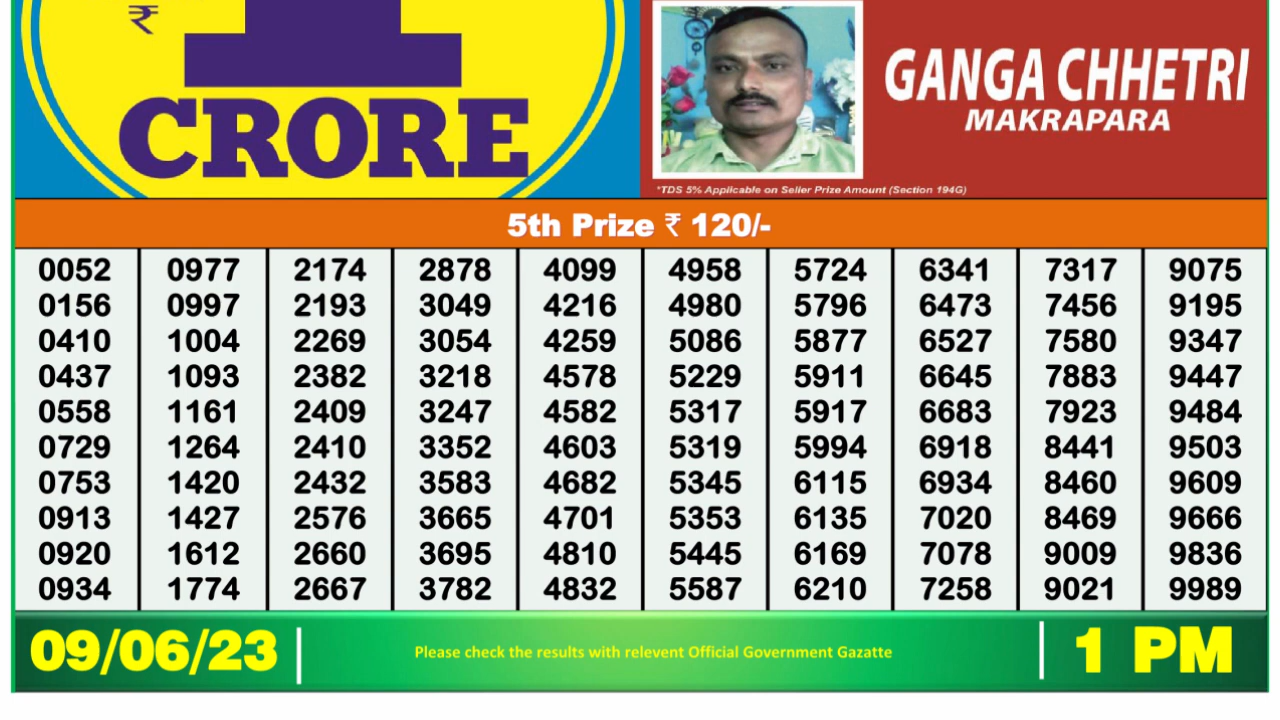 ₹
1
CRORE
GANGA CHHETRI
MAKRAPARA
*TDS 5% Applicable on Seller Prize Amount (Section 194G)
5th Prize ₹ 120/-
0052 0977 2174 2878 4099 4958 5724 6341 7317 9075
0156 0997 2193 3049 4216 4980 5796 6473 7456 9195
0410 1004 2269 3054 4259 5086 5877 6527 7580 9347
0437 1093 2382 3218 4578 5229 5911 6645 7883 9447
0558 1161 2409 3247 4582 5317 5917 6683 7923 9484
0729 1264 2410 3352 4603 5319 5994 6918 8441 9503
0753 1420 2432 3583 4682 5345 6115 6934 8460 9609
0913 1427 2576 3665 4701 5353 6135 7020 8469 9666
0920 1612 2660 3695 4810 5445 6169 7078 9009 9836
0934 1774 2667 3782 4832 5587 6210 7258 9021 9989
09/06/23
Please check the results with relevent Official Government Gazatte
1 PM